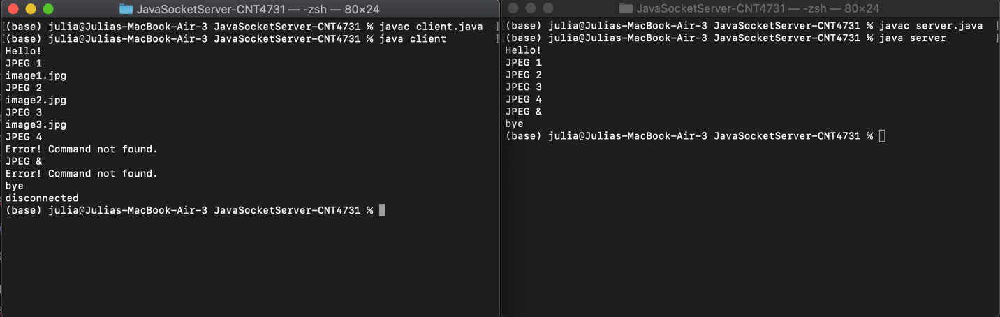 JavaSocketServer-CNT4731 — -zsh — 80×24
[(base) julia@Julias-MacBook-Air-3 JavaSocketServer-CNT4731 % javac client.java ]
[(base) julia@Julias-MacBook-Air-3 JavaSocketServer-CNT4731 % java client ]
Hello!
JPEG 1
image1.jpg
JPEG 2
image2.jpg
JPEG 3
image3.jpg
JPEG 4
Error! Command not found.
JPEG &
Error! Command not found.
bye
disconnected
(base) julia@Julias-MacBook-Air-3 JavaSocketServer-CNT4731 %
JavaSocketServer-CNT4731 — -zsh — 80×24
[(base) julia@Julias-MacBook-Air-3 JavaSocketServer-CNT4731 % javac server.java ]
[(base) julia@Julias-MacBook-Air-3 JavaSocketServer-CNT4731 % java server ]
Hello!
JPEG 1
JPEG 2
JPEG 3
JPEG 4
JPEG &
bye
(base) julia@Julias-MacBook-Air-3 JavaSocketServer-CNT4731 %